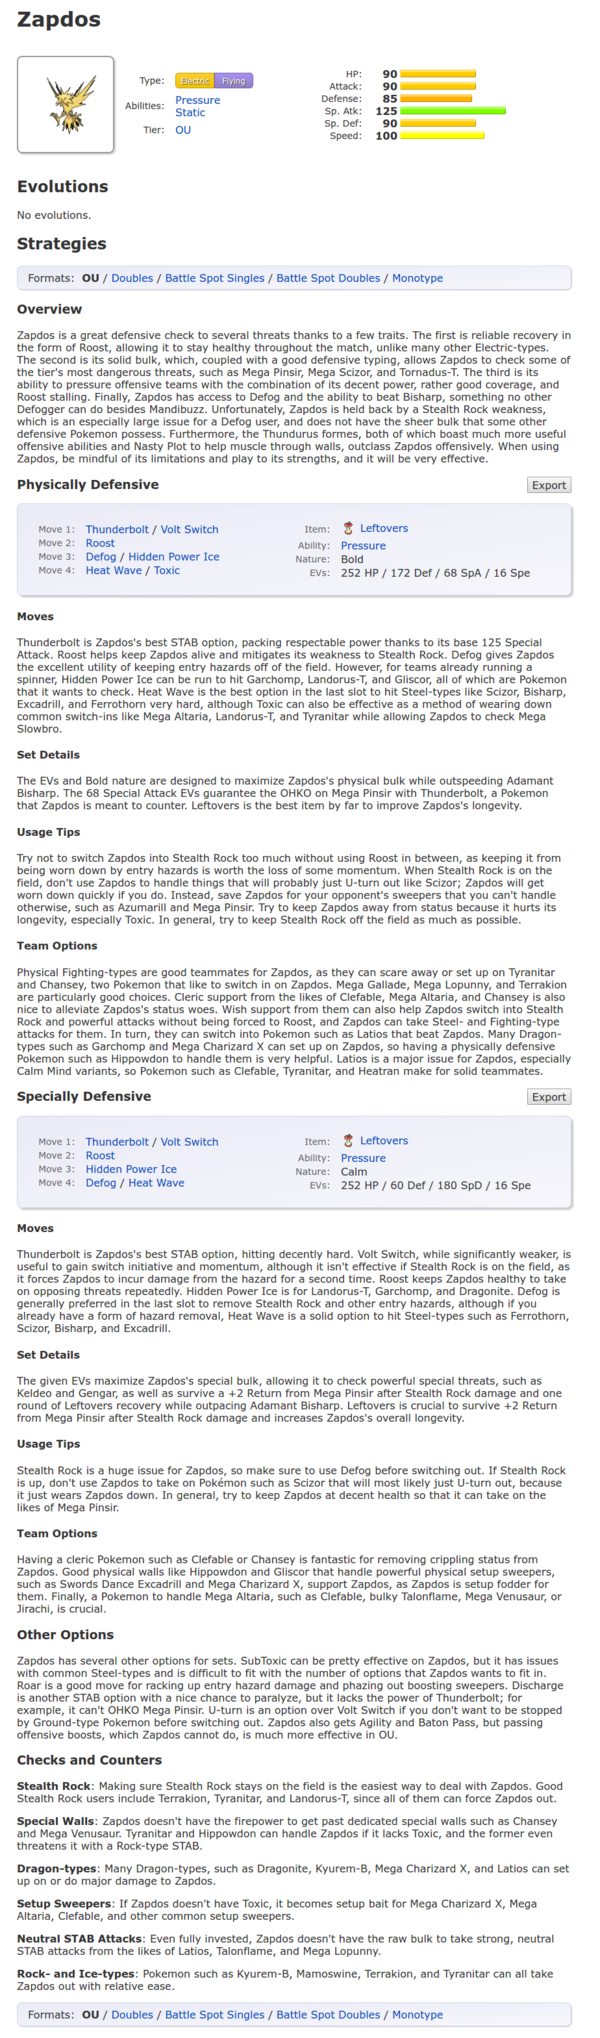 Zapdos
Type: Electric Flying
Abilities: Pressure
Static
Tier: OU
HP: 90
Attack: 90
Defense: 85
Sp. Atk: 125
Sp. Def: 90
Speed: 100
Evolutions
No evolutions.
Strategies
Formats: OU / Doubles / Battle Spot Singles / Battle Spot Doubles / Monotype
Overview
Zapdos is a great defensive check to several threats thanks to a few traits. The first is reliable recovery in
the form of Roost, allowing it to stay healthy throughout the match, unlike many other Electric-types.
The second is its solid bulk, which, coupled with a good defensive typing, allows Zapdos to check some of
the tier's most dangerous threats, such as Mega Pinsir, Mega Scizor, and Tornadus-T. The third is its
ability to pressure offensive teams with the combination of its decent power, rather good coverage, and
Roost stalling. Finally, Zapdos has access to Defog and the ability to beat Bisharp, something no other
Defogger can do besides Mandibuzz. Unfortunately, Zapdos is held back by a Stealth Rock weakness,
which is an especially large issue for a Defog user, and does not have the sheer bulk that some other
defensive Pokemon possess. Furthermore, the Thundurus formes, both of which boast much more useful
offensive abilities and Nasty Plot to help muscle through walls, outclass Zapdos offensively. When using
Zapdos, be mindful of its limitations and play to its strengths, and it will be very effective.
Physically Defensive
Export
Move 1: Thunderbolt / Volt Switch
Move 2: Roost
Move 3: Defog / Hidden Power Ice
Move 4: Heat Wave / Toxic
Item: Leftovers
Ability: Pressure
Nature: Bold
EVs: 252 HP / 172 Def / 68 SpA / 16 Spe
Moves
Thunderbolt is Zapdos's best STAB option, packing respectable power thanks to its base 125 Special
Attack. Roost helps keep Zapdos alive and mitigates its weakness to Stealth Rock. Defog gives Zapdos
the excellent utility of keeping entry hazards off of the field. However, for teams already running a
spinner, Hidden Power Ice can be run to hit Garchomp, Landorus-T, and Gliscor, all of which are Pokemon
that it wants to check. Heat Wave is the best option in the last slot to hit Steel-types like Scizor, Bisharp,
Excadrill, and Ferrothorn very hard, although Toxic can also be effective as a method of wearing down
common switch-ins like Mega Altaria, Landorus-T, and Tyranitar while allowing Zapdos to check Mega
Slowbro.
Set Details
The EVs and Bold nature are designed to maximize Zapdos's physical bulk while outspeeding Adamant
Bisharp. The 68 Special Attack EVs guarantee the OHKO on Mega Pinsir with Thunderbolt, a Pokemon
that Zapdos is meant to counter. Leftovers is the best item by far to improve Zapdos's longevity.
Usage Tips
Try not to switch Zapdos into Stealth Rock too much without using Roost in between, as keeping it from
being worn down by entry hazards is worth the loss of some momentum. When Stealth Rock is on the
field, don't use Zapdos to handle things that will probably just U-turn out like Scizor; Zapdos will get
worn down quickly if you do. Instead, save Zapdos for your opponent's sweepers that you can't handle
otherwise, such as Azumarill and Mega Pinsir. Try to keep Zapdos away from status because it hurts its
longevity, especially Toxic. In general, try to keep Stealth Rock off the field as much as possible.
Team Options
Physical Fighting-types are good teammates for Zapdos, as they can scare away or set up on Tyranitar
and Chansey, two Pokemon that like to switch in on Zapdos. Mega Gallade, Mega Lopunny, and Terrakion
are particularly good choices. Cleric support from the likes of Clefable, Mega Altaria, and Chansey is also
nice to alleviate Zapdos's status woes. Wish support from them can also help Zapdos switch into Stealth
Rock and powerful attacks without being forced to Roost, and Zapdos can take Steel- and Fighting-type
attacks for them. In turn, they can switch into Pokemon such as Latios that beat Zapdos. Many Dragon-
types such as Garchomp and Mega Charizard X can set up on Zapdos, so having a physically defensive
Pokemon such as Hippowdon to handle them is very helpful. Latios is a major issue for Zapdos, especially
Calm Mind variants, so Pokemon such as Clefable, Tyranitar, and Heatran make for solid teammates.
Specially Defensive
Export
Move 1: Thunderbolt / Volt Switch
Move 2: Roost
Move 3: Hidden Power Ice
Move 4: Defog / Heat Wave
Item: Leftovers
Ability: Pressure
Nature: Calm
EVs: 252 HP / 60 Def / 180 SpD / 16 Spe
Moves
Thunderbolt is Zapdos's best STAB option, hitting decently hard. Volt Switch, while significantly weaker, is
useful to gain switch initiative and momentum, although it isn't effective if Stealth Rock is on the field, as
it forces Zapdos to incur damage from the hazard for a second time. Roost keeps Zapdos healthy to take
on opposing threats repeatedly. Hidden Power Ice is for Landorus-T, Garchomp, and Dragonite. Defog is
generally preferred in the last slot to remove Stealth Rock and other entry hazards, although if you
already have a form of hazard removal, Heat Wave is a solid option to hit Steel-types such as Ferrothorn,
Scizor, Bisharp, and Excadrill.
Set Details
The given EVs maximize Zapdos's special bulk, allowing it to check powerful special threats, such as
Keldeo and Gengar, as well as survive a +2 Return from Mega Pinsir after Stealth Rock damage and one
round of Leftovers recovery while outpacing Adamant Bisharp. Leftovers is crucial to survive +2 Return
from Mega Pinsir after Stealth Rock damage and increases Zapdos's overall longevity.
Usage Tips
Stealth Rock is a huge issue for Zapdos, so make sure to use Defog before switching out. If Stealth Rock
is up, don't use Zapdos to take on Pokémon such as Scizor that will most likely just U-turn out, because
it just wears Zapdos down. In general, try to keep Zapdos at decent health so that it can take on the
likes of Mega Pinsir.
Team Options
Having a cleric Pokemon such as Clefable or Chansey is fantastic for removing crippling status from
Zapdos. Good physical walls like Hippowdon and Gliscor that handle powerful physical setup sweepers,
such as Swords Dance Excadrill and Mega Charizard X, support Zapdos, as Zapdos is setup fodder for
them. Finally, a Pokemon to handle Mega Altaria, such as Clefable, bulky Talonflame, Mega Venusaur, or
Jirachi, is crucial.
Other Options
Zapdos has several other options for sets. SubToxic can be pretty effective on Zapdos, but it has issues
with common Steel-types and is difficult to fit with the number of options that Zapdos wants to fit in.
Roar is a good move for racking up entry hazard damage and phazing out boosting sweepers. Discharge
is another STAB option with a nice chance to paralyze, but it lacks the power of Thunderbolt; for
example, it can't OHKO Mega Pinsir. U-turn is an option over Volt Switch if you don't want to be stopped
by Ground-type Pokemon before switching out. Zapdos also gets Agility and Baton Pass, but passing
offensive boosts, which Zapdos cannot do, is much more effective in OU.
Checks and Counters
Stealth Rock: Making sure Stealth Rock stays on the field is the easiest way to deal with Zapdos. Good
Stealth Rock users include Terrakion, Tyranitar, and Landorus-T, since all of them can force Zapdos out.
Special Walls: Zapdos doesn't have the firepower to get past dedicated special walls such as Chansey
and Mega Venusaur. Tyranitar and Hippowdon can handle Zapdos if it lacks Toxic, and the former even
threatens it with a Rock-type STAB.
Dragon-types: Many Dragon-types, such as Dragonite, Kyurem-B, Mega Charizard X, and Latios can set
up on or do major damage to Zapdos.
Setup Sweepers: If Zapdos doesn't have Toxic, it becomes setup bait for Mega Charizard X, Mega
Altaria, Clefable, and other common setup sweepers.
Neutral STAB Attacks: Even fully invested, Zapdos doesn't have the raw bulk to take strong, neutral
STAB attacks from the likes of Latios, Talonflame, and Mega Lopunny.
Rock- and Ice-types: Pokemon such as Kyurem-B, Mamoswine, Terrakion, and Tyranitar can all take
Zapdos out with relative ease.
Formats: OU / Doubles / Battle Spot Singles / Battle Spot Doubles / Monotype